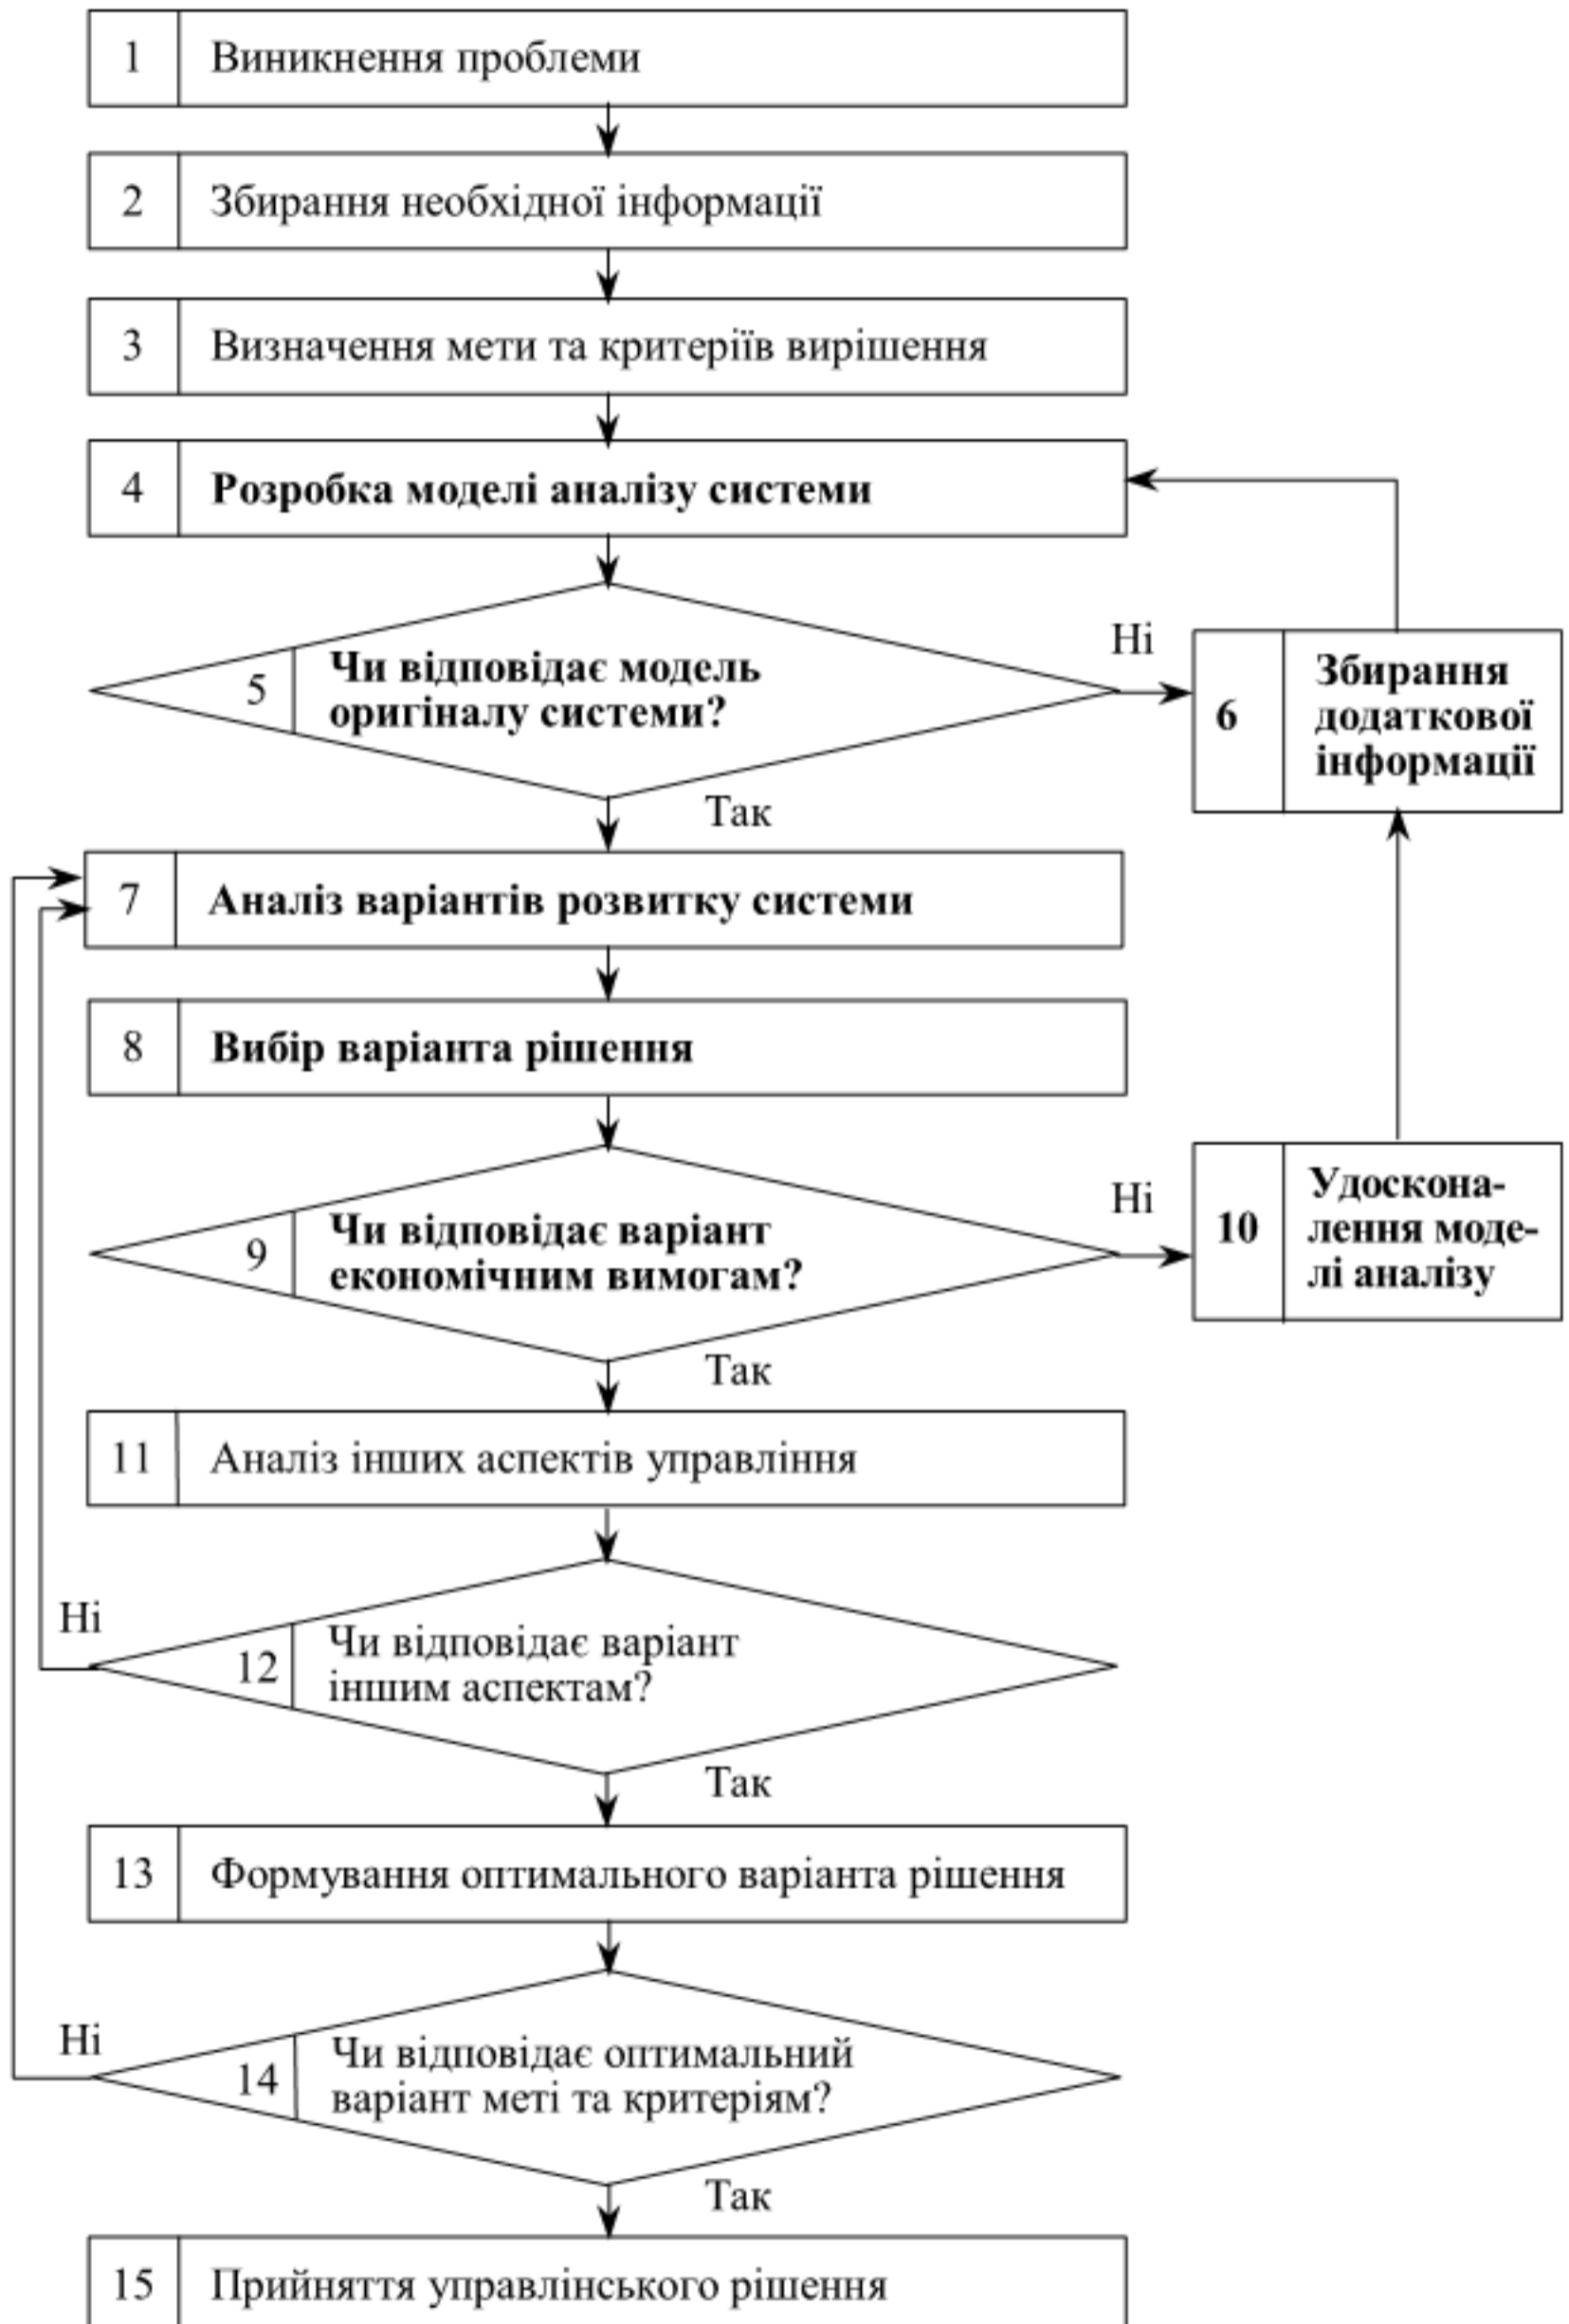 1 Виникнення проблеми
2 Збирання необхідної інформації
3 Визначення мети та критеріїв вирішення
4 Розробка моделі аналізу системи
5 Чи відповідає модель
оригіналу системи?
Ні
6 Збирання
додаткової
інформації
Так
7 Аналіз варіантів розвитку системи
8 Вибір варіанта рішення
9 Чи відповідає варіант
економічним вимогам?
Ні
10 Удоскона-
лення моде-
лі аналізу
Так
11 Аналіз інших аспектів управління
Ні
12 Чи відповідає варіант
іншим аспектам?
Так
13 Формування оптимального варіанта рішення
Ні
14 Чи відповідає оптимальний
варіант меті та критеріям?
Так
15 Прийняття управлінського рішення